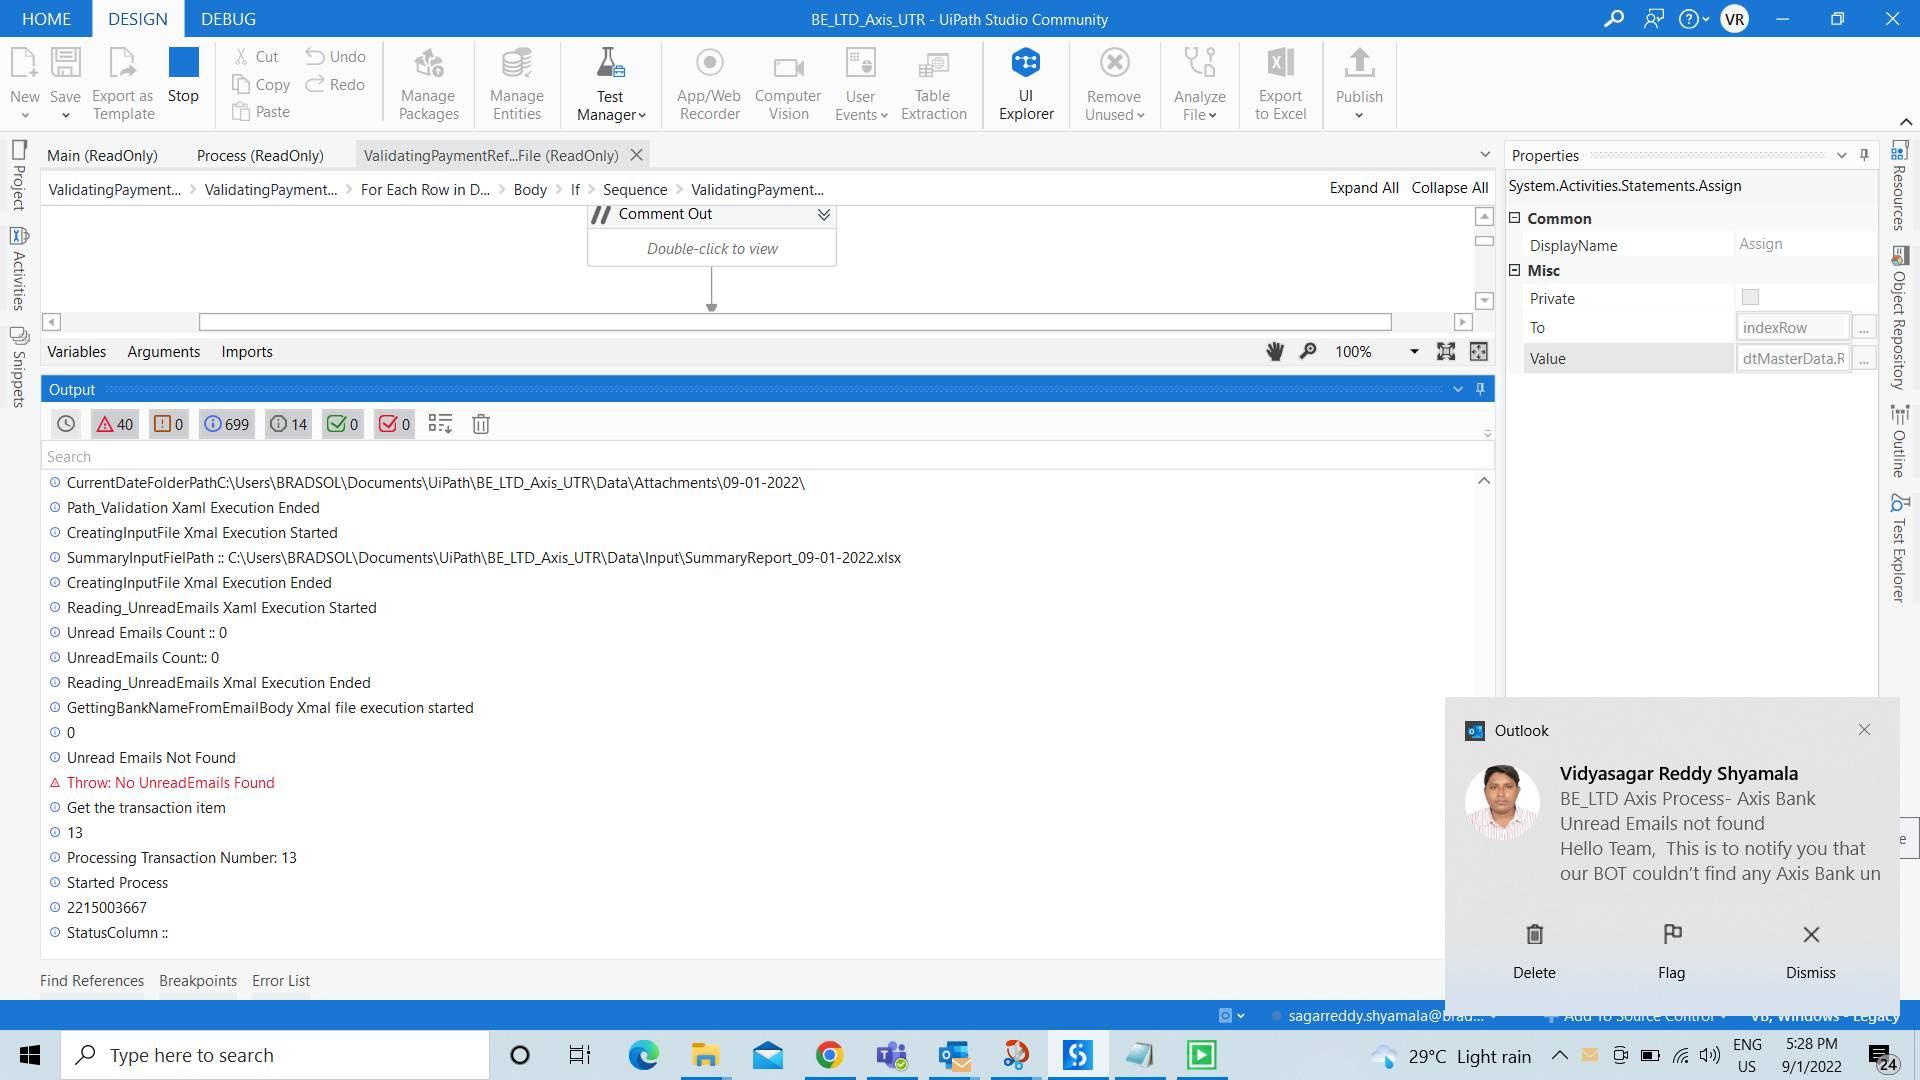 HOME DESIGN DEBUG BE_LTD_Axis_UTR - UiPath Studio Community VR
New Save Export as Template Stop Cut Copy Paste Undo Redo Manage Packages Manage Entities Test Manager App/Web Recorder Computer Vision User Events Table Extraction UI Explorer Remove Unused Analyze File Export to Excel Publish
Main (ReadOnly) Process (ReadOnly) ValidatingPaymentRef...File (ReadOnly)
ValidatingPayment... ValidatingPayment... For Each Row in D... Body If Sequence ValidatingPayment... Expand All Collapse All
Comment Out
Double-click to view
Variables Arguments Imports 100%
Project
Activities
Snippets
Output
40 0 699 14 0 0
Search
CurrentDateFolderPathC:\Users\BRADSOL\Documents\UiPath\BE_LTD_Axis_UTR\Data\Attachments\09-01-2022\
Path_Validation Xaml Execution Ended
CreatingInputFile Xmal Execution Started
SummaryInputFielPath :: C:\Users\BRADSOL\Documents\UiPath\BE_LTD_Axis_UTR\Data\Input\SummaryReport_09-01-2022.xlsx
CreatingInputFile Xmal Execution Ended
Reading_UnreadEmails Xaml Execution Started
Unread Emails Count :: 0
UnreadEmails Count:: 0
Reading_UnreadEmails Xmal Execution Ended
GettingBankNameFromEmailBody Xmal file execution started
0
Unread Emails Not Found
Throw: No UnreadEmails Found
Get the transaction item
13
Processing Transaction Number: 13
Started Process
2215003667
StatusColumn ::
Find References Breakpoints Error List
Properties
System.Activities.Statements.Assign
Common
DisplayName Assign
Misc
Private
To indexRow ...
Value dtMasterData.R ...
Resources
Object Repository
Outline
Test Explorer
Outlook
Vidyasagar Reddy Shyamala
BE_LTD Axis Process- Axis Bank
Unread Emails not found
Hello Team, This is to notify you that
our BOT couldn't find any Axis Bank un
Delete Flag Dismiss
sagarreddy.shyamala@brad... Add To Source Control VB, Windows - Legacy
Type here to search 29°C Light rain ENG US 5:28 PM 9/1/2022 24